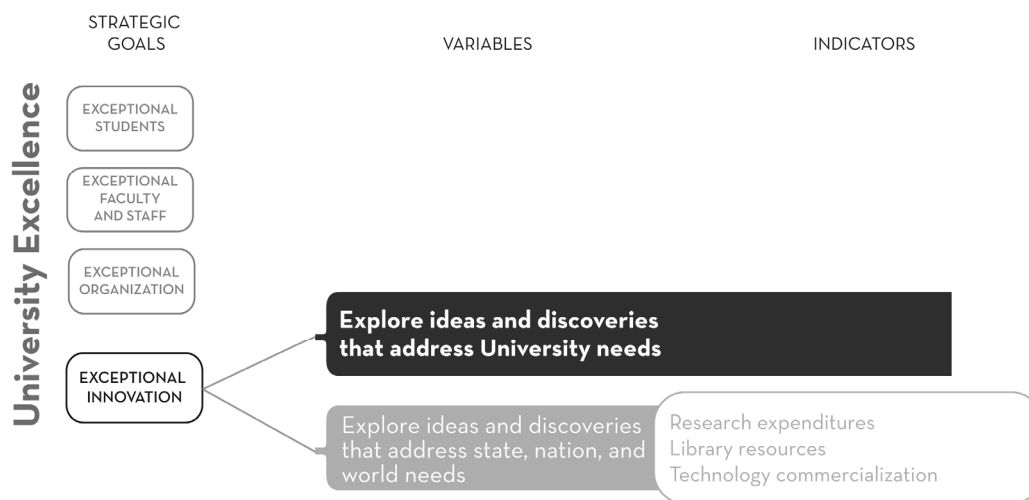 STRATEGIC
GOALS
VARIABLES
INDICATORS
University Excellence
EXCEPTIONAL
STUDENTS
EXCEPTIONAL
FACULTY
AND STAFF
EXCEPTIONAL
ORGANIZATION
EXCEPTIONAL
INNOVATION
Explore ideas and discoveries
that address University needs
Explore ideas and discoveries
that address state, nation, and
world needs
Research expenditures
Library resources
Technology commercialization